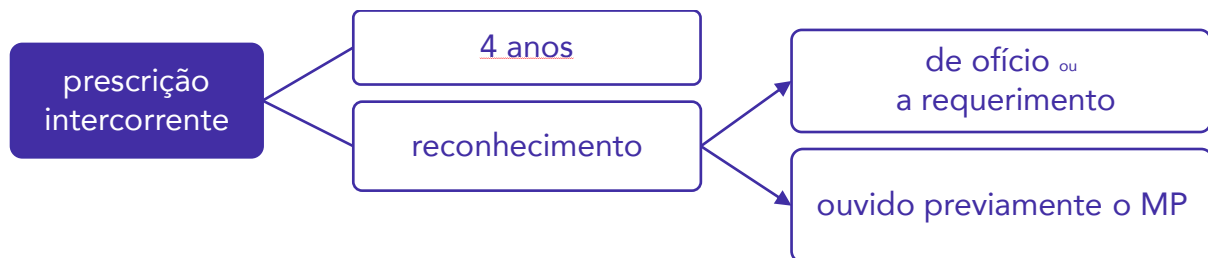 prescrição
intercorrente
4 anos
reconhecimento
de ofício ou
a requerimento
ouvido previamente o MP